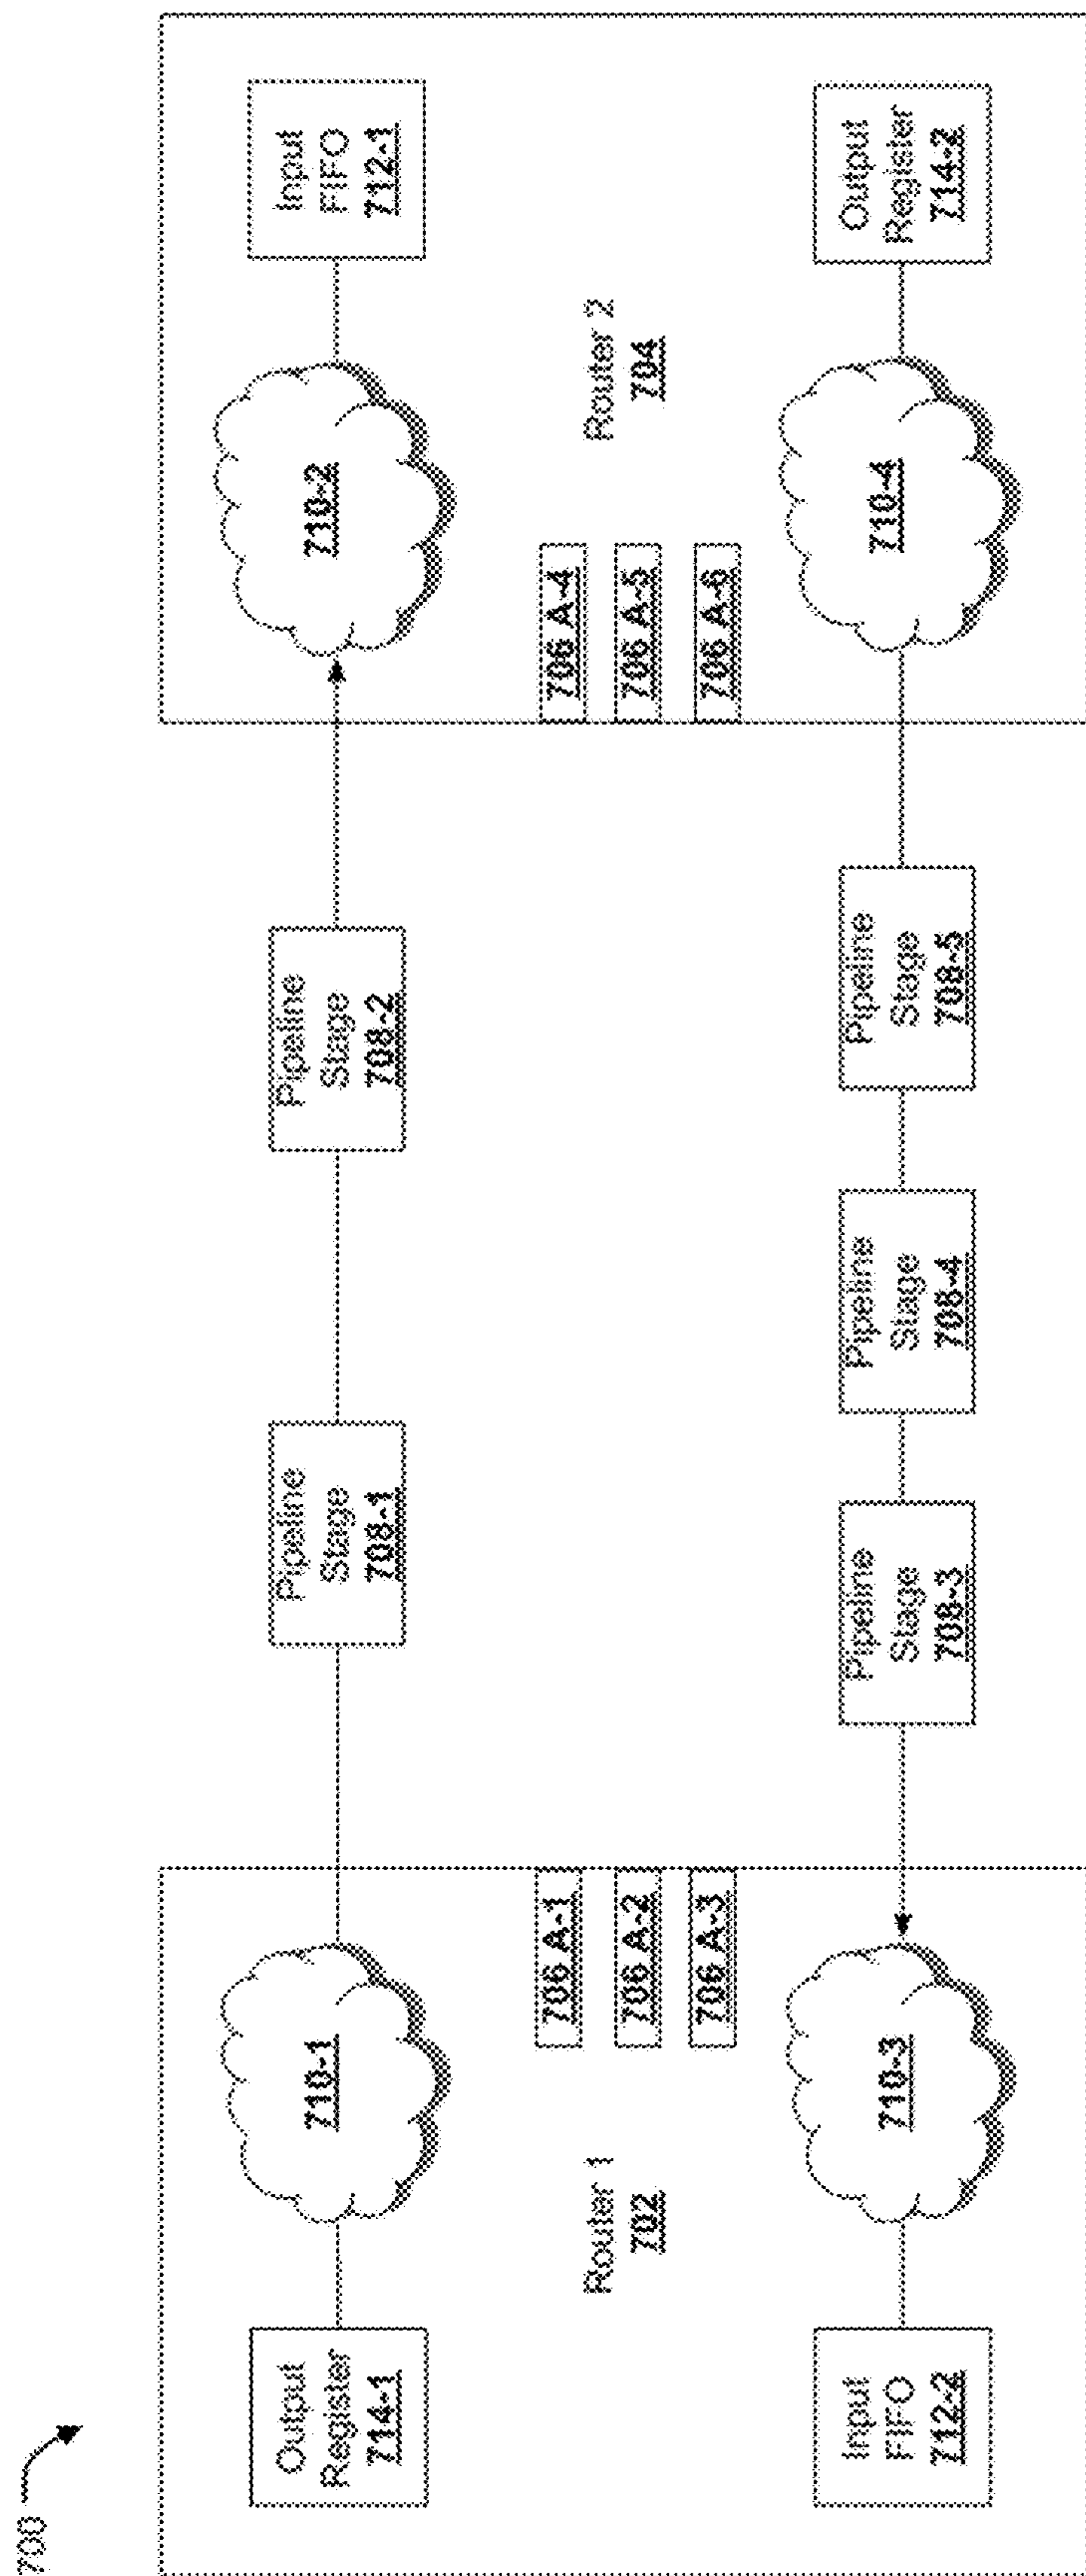 700
Output
Register
714-1
710-1
Pipeline
Stage
708-1
Pipeline
Stage
708-2
710-2
Input
FIFO
712-1
Router 1
702
706 A-1
706 A-2
706 A-3
706 A-4
706 A-5
706 A-6
Router 2
704
Input
FIFO
712-2
710-3
Pipeline
Stage
708-3
Pipeline
Stage
708-4
Pipeline
Stage
708-5
710-4
Output
Register
714-2